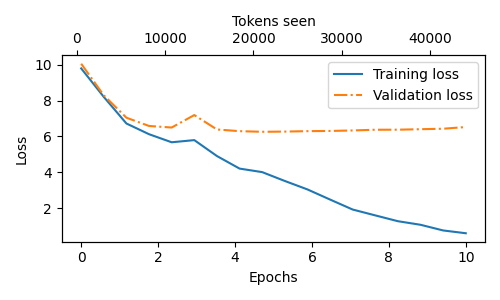 Tokens seen
0 10000 20000 30000 40000
10
8
6
4
2
Loss
Training loss
Validation loss
0 2 4 6 8 10
Epochs